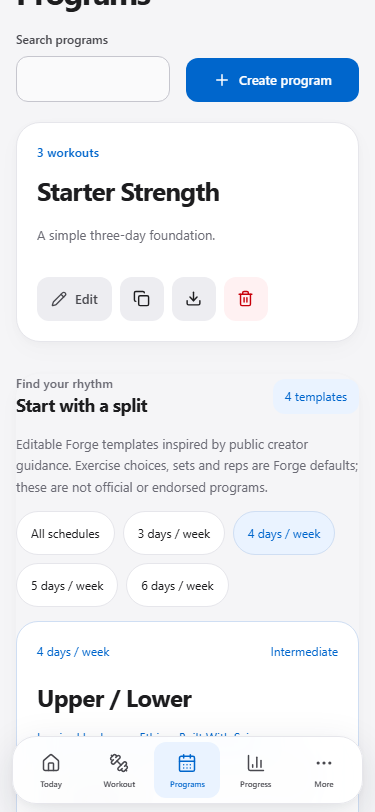 Programs
Search programs
Create program
3 workouts
Starter Strength
A simple three-day foundation.
Edit
Find your rhythm
Start with a split
4 templates
Editable Forge templates inspired by public creator
guidance. Exercise choices, sets and reps are Forge defaults;
these are not official or endorsed programs.
All schedules
3 days / week
4 days / week
5 days / week
6 days / week
4 days / week
Intermediate
Upper / Lower
Today
Workout
Programs
Progress
More